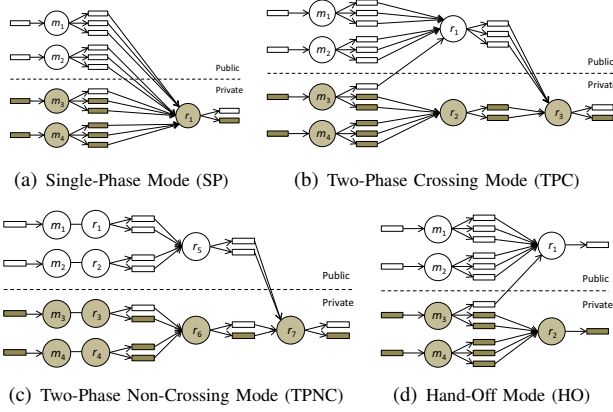 m1
m2
Public
Private
m3
m4
r1
(a) Single-Phase Mode (SP)
m1
m2
r1
Public
Private
m3
m4
r2
r3
(b) Two-Phase Crossing Mode (TPC)
m1
r1
m2
r2
r5
Public
Private
m3
r3
m4
r4
r6
r7
(c) Two-Phase Non-Crossing Mode (TPNC)
m1
m2
r1
Public
Private
m3
m4
r2
(d) Hand-Off Mode (HO)